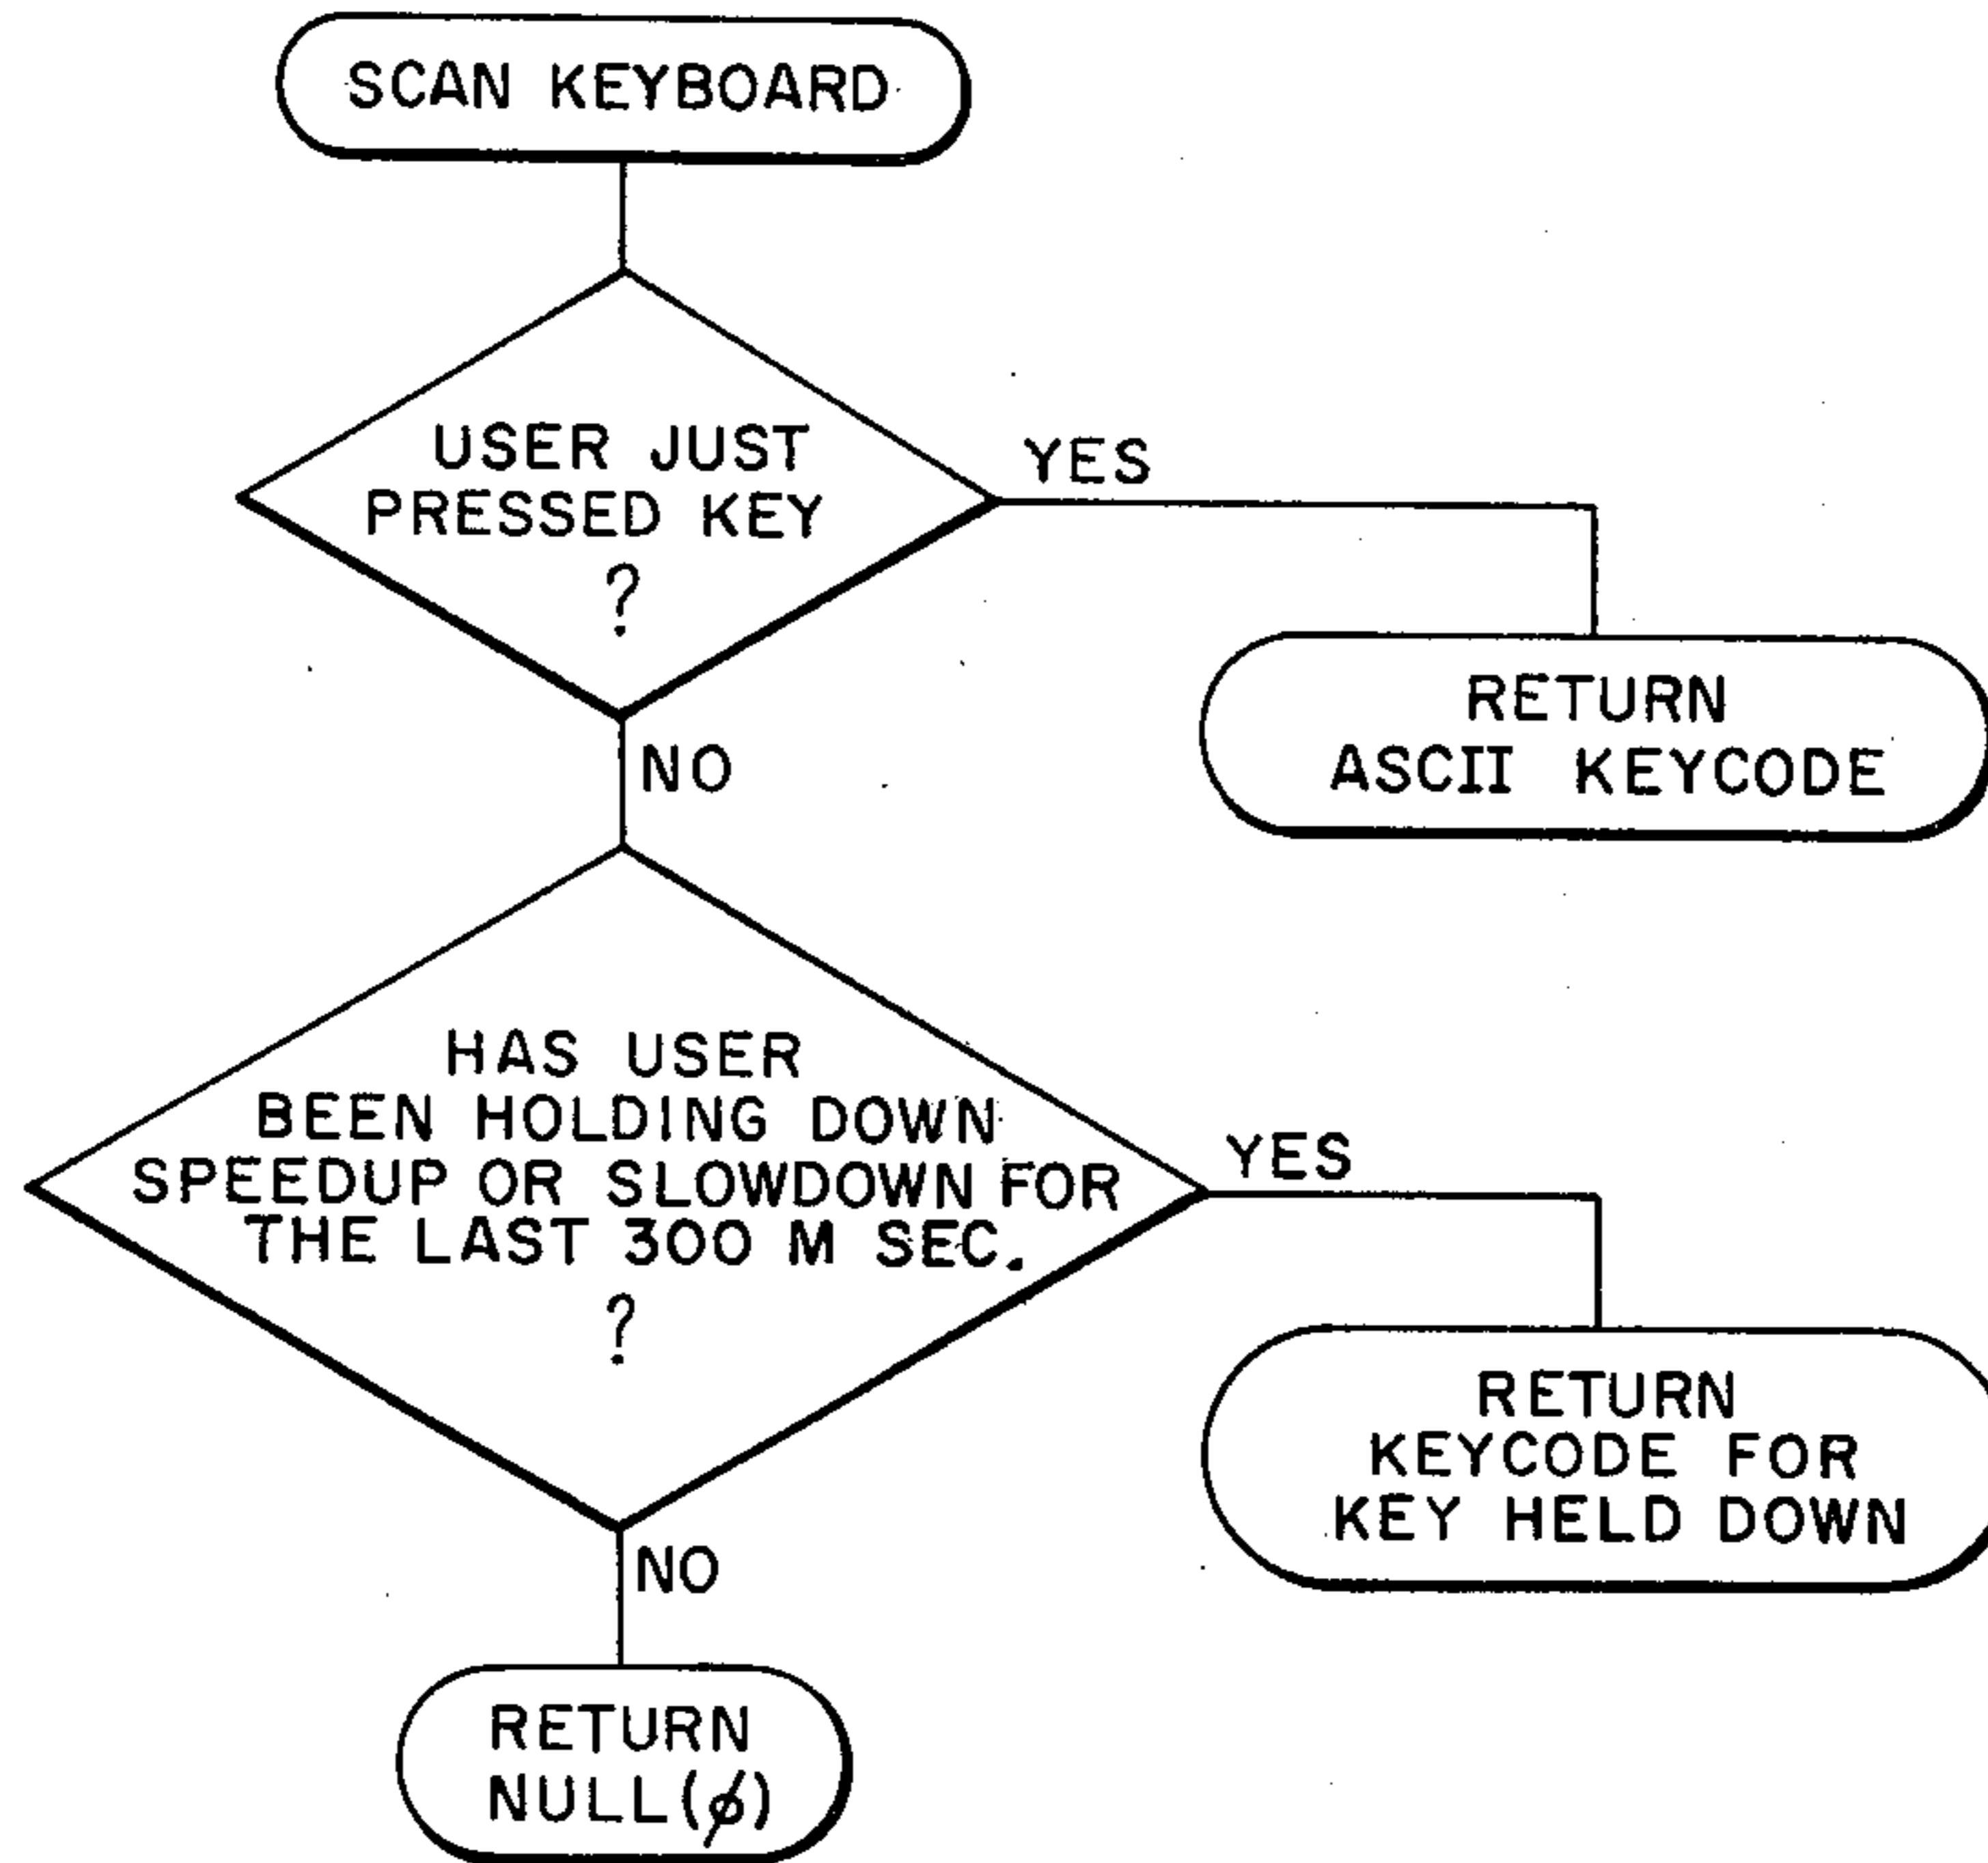 SCAN KEYBOARD
USER JUST
PRESSED KEY
?
YES
RETURN
ASCII KEYCODE
NO
HAS USER
BEEN HOLDING DOWN
SPEEDUP OR SLOWDOWN FOR
THE LAST 300 M SEC.
?
YES
RETURN
KEYCODE FOR
KEY HELD DOWN
NO
RETURN
NULL(ø)